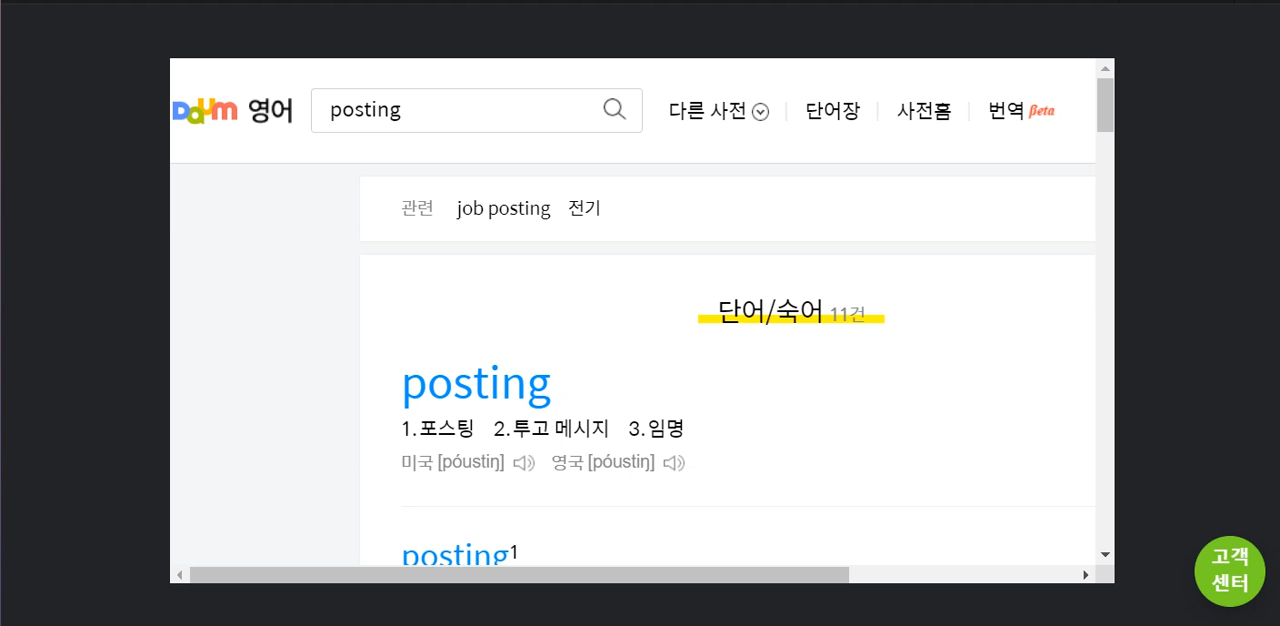 Daum 영어 posting 다른 사전 단어장 사전홈 번역 Beta
관련 job posting 전기
단어/숙어 11건
posting
1.포스팅 2.투고 메시지 3.임명
미국 [póustiŋ] 영국 [póustiŋ]
posting1
고객
센터